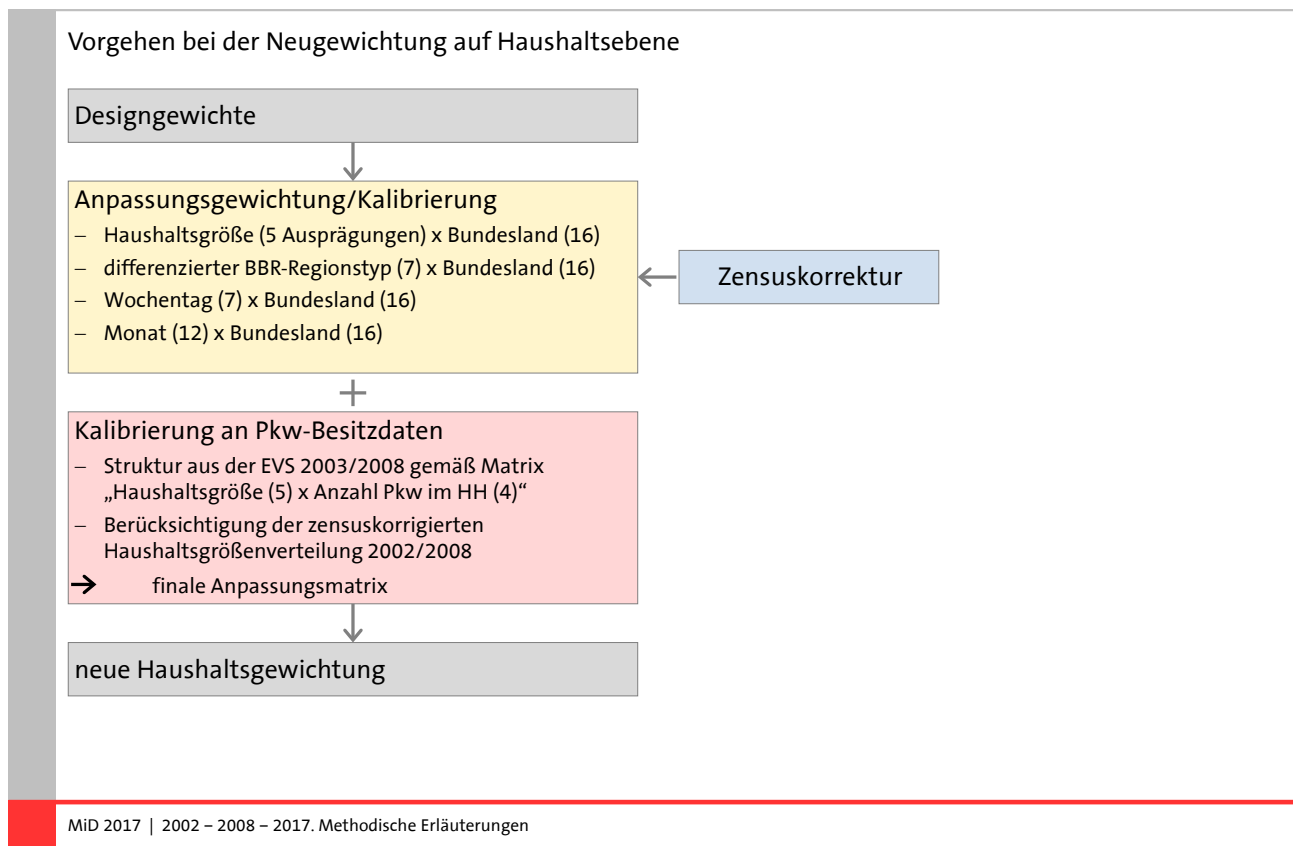 Vorgehen bei der Neugewichtung auf Haushaltsebene
Designgewichte
Anpassungsgewichtung/Kalibrierung
– Haushaltsgröße (5 Ausprägungen) x Bundesland (16)
– differenzierter BBR-Regionstyp (7) x Bundesland (16)
– Wochentag (7) x Bundesland (16)
– Monat (12) x Bundesland (16)
Zensuskorrektur
+
Kalibrierung an Pkw-Besitzdaten
– Struktur aus der EVS 2003/2008 gemäß Matrix
„Haushaltsgröße (5) x Anzahl Pkw im HH (4)“
– Berücksichtigung der zensuskorrigierten
Haushaltsgrößenverteilung 2002/2008
→ finale Anpassungsmatrix
neue Haushaltsgewichtung
MiD 2017 | 2002 – 2008 – 2017. Methodische Erläuterungen